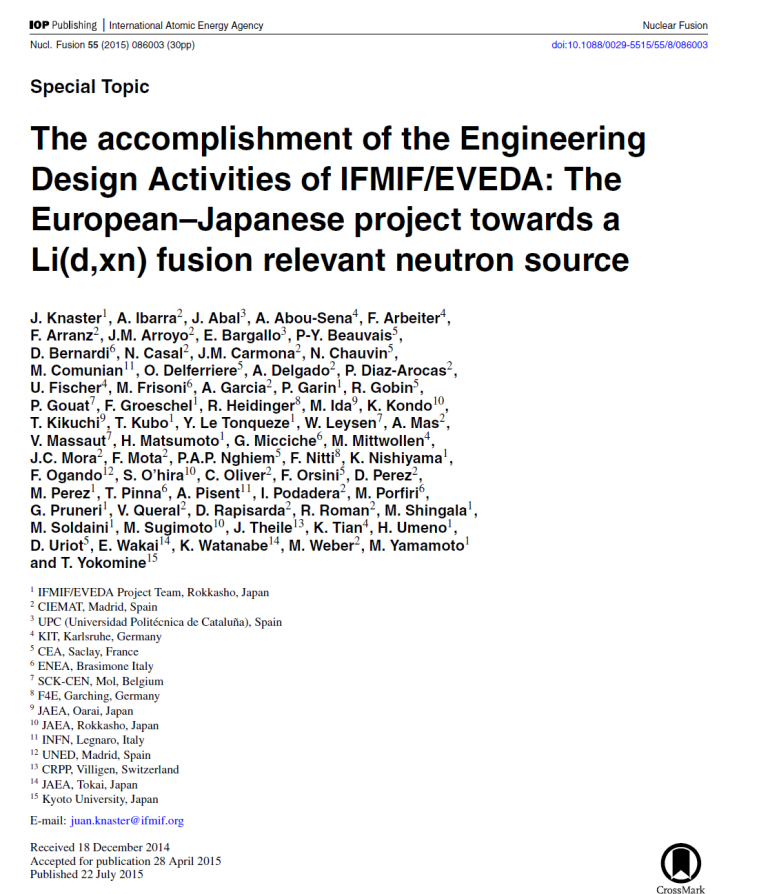 IOP Publishing | International Atomic Energy Agency Nuclear Fusion
Nucl. Fusion 55 (2015) 086003 (30pp) doi:10.1088/0029-5515/55/8/086003
Special Topic
The accomplishment of the Engineering
Design Activities of IFMIF/EVEDA: The
European–Japanese project towards a
Li(d,xn) fusion relevant neutron source
J. Knaster1, A. Ibarra2, J. Abal3, A. Abou-Sena4, F. Arbeiter4,
F. Arranz2, J.M. Arroyo2, E. Bargallo3, P-Y. Beauvais5,
D. Bernardi6, N. Casal2, J.M. Carmona2, N. Chauvin5,
M. Comunian11, O. Delferriere5, A. Delgado2, P. Diaz-Arocas2,
U. Fischer4, M. Frisoni6, A. Garcia2, P. Garin1, R. Gobin5,
P. Gouat7, F. Groeschel1, R. Heidinger8, M. Ida9, K. Kondo10,
T. Kikuchi9, T. Kubo1, Y. Le Tonqueze1, W. Leysen7, A. Mas2,
V. Massaut7, H. Matsumoto1, G. Micciche6, M. Mittwollen4,
J.C. Mora2, F. Mota2, P.A.P. Nghiem5, F. Nitti8, K. Nishiyama1,
F. Ogando12, S. O'hira10, C. Oliver2, F. Orsini5, D. Perez2,
M. Perez1, T. Pinna6, A. Pisent11, I. Podadera2, M. Porfiri6,
G. Pruneri1, V. Queral2, D. Rapisarda2, R. Roman2, M. Shingala1,
M. Soldaini1, M. Sugimoto10, J. Theile13, K. Tian4, H. Umeno1,
D. Uriot5, E. Wakai14, K. Watanabe14, M. Weber2, M. Yamamoto1
and T. Yokomine15
1 IFMIF/EVEDA Project Team, Rokkasho, Japan
2 CIEMAT, Madrid, Spain
3 UPC (Universidad Politécnica de Cataluña), Spain
4 KIT, Karlsruhe, Germany
5 CEA, Saclay, France
6 ENEA, Brasimone Italy
7 SCK-CEN, Mol, Belgium
8 F4E, Garching, Germany
9 JAEA, Oarai, Japan
10 JAEA, Rokkasho, Japan
11 INFN, Legnaro, Italy
12 UNED, Madrid, Spain
13 CRPP, Villigen, Switzerland
14 JAEA, Tokai, Japan
15 Kyoto University, Japan
E-mail: juan.knaster@ifmif.org
Received 18 December 2014
Accepted for publication 28 April 2015
Published 22 July 2015
CrossMark